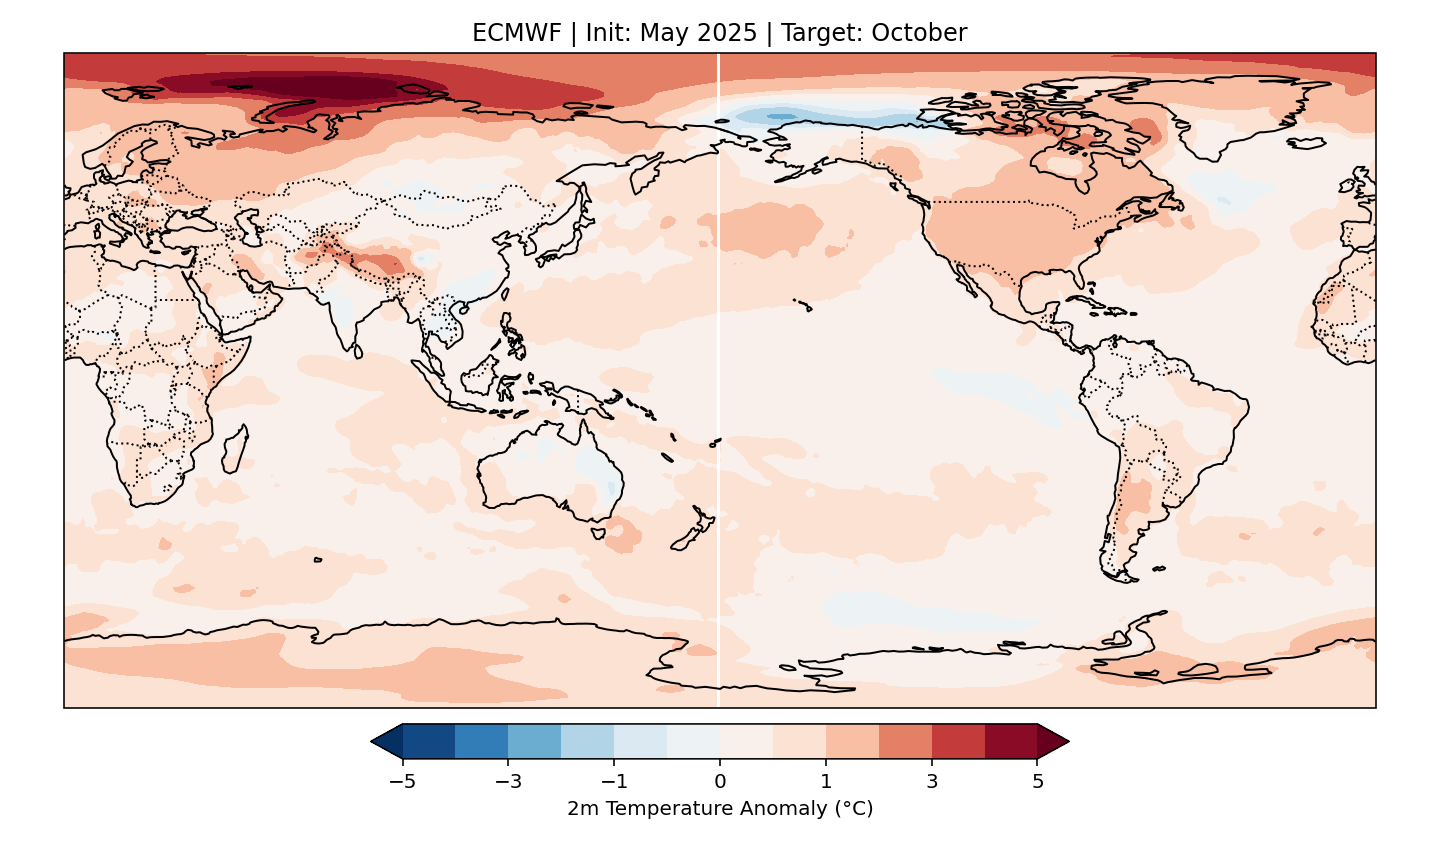 ECMWF | Init: May 2025 | Target: October
−5 −3 −1 0 1 3 5
2m Temperature Anomaly (°C)